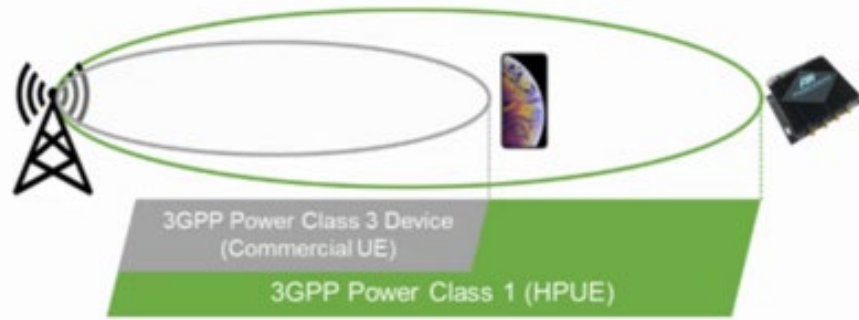 3GPP Power Class 3 Device
(Commercial UE)
3GPP Power Class 1 (HPUE)